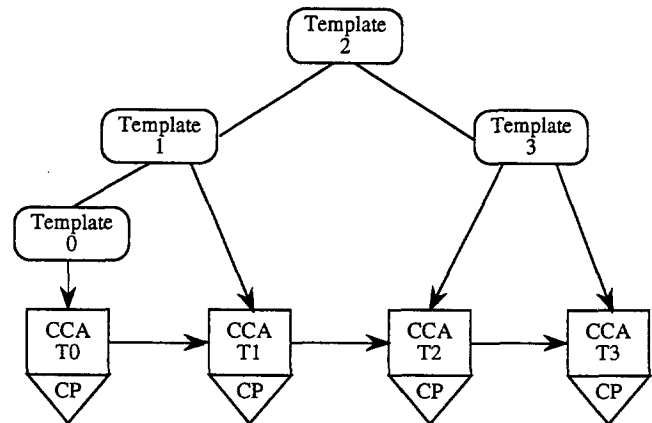 Template
2
Template
1
Template
3
Template
0
CCA
T0
CCA
T1
CCA
T2
CCA
T3
CP
CP
CP
CP